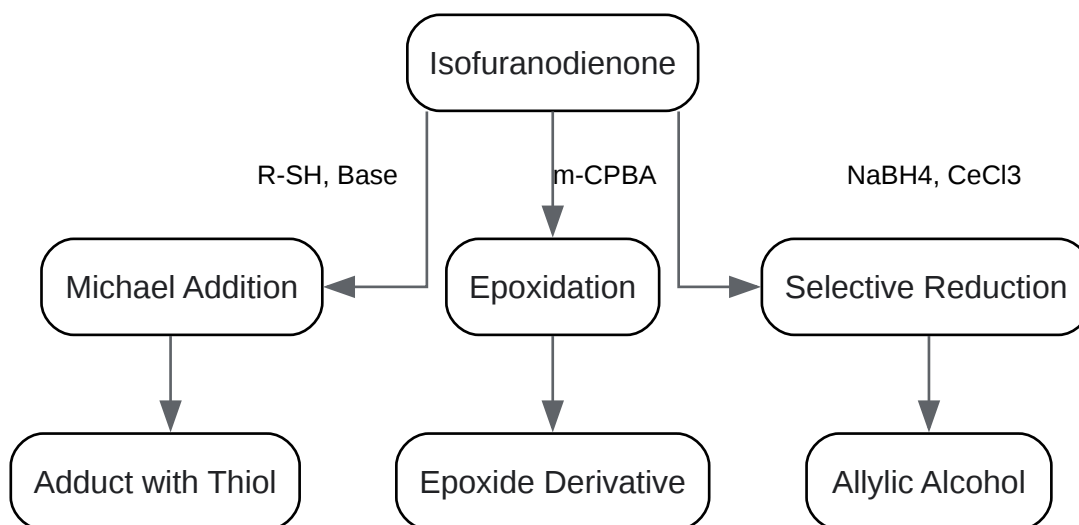 Isofuranodienone
R-SH, Base
m-CPBA
NaBH4, CeCl3
Michael Addition
Epoxidation
Selective Reduction
Adduct with Thiol
Epoxide Derivative
Allylic Alcohol